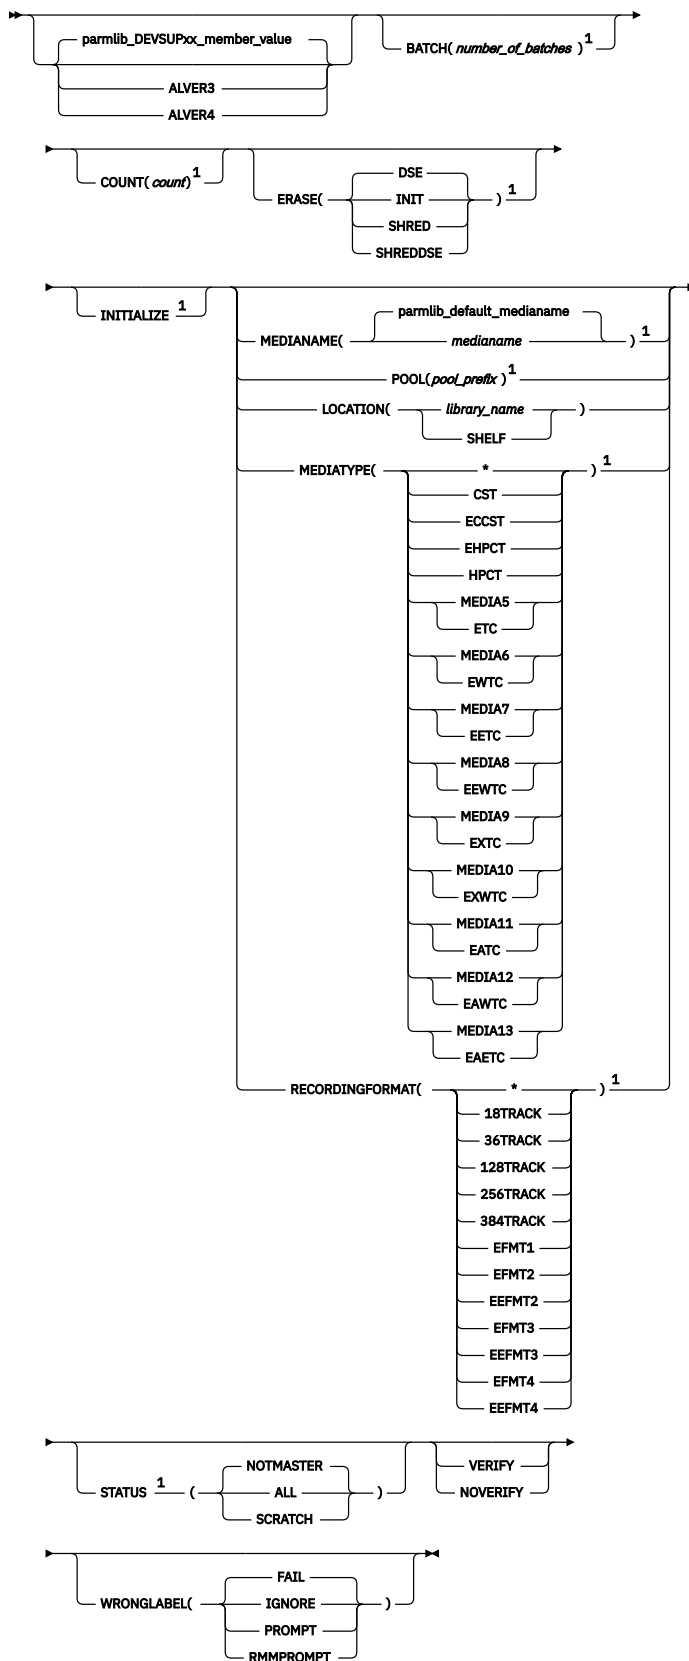 parmlib_DEVSUPxx_member_value
ALVER3
ALVER4
BATCH( number_of_batches ) 1
COUNT( count) 1
ERASE(
DSE
INIT
SHRED
SHREDDSE
) 1
INITIALIZE 1
MEDIANAME(
parmlib_default_medianame
medianame
) 1
POOL(pool_prefix ) 1
LOCATION(
library_name
SHELF
)
MEDIATYPE(
*
CST
ECCST
EHPCT
HPCT
MEDIA5
ETC
MEDIA6
EWTC
MEDIA7
EETC
MEDIA8
EEWTC
MEDIA9
EXTC
MEDIA10
EXWTC
MEDIA11
EATC
MEDIA12
EAWTC
MEDIA13
EAETC
) 1
RECORDINGFORMAT(
*
18TRACK
36TRACK
128TRACK
256TRACK
384TRACK
EFMT1
EFMT2
EEFMT2
EFMT3
EEFMT3
EFMT4
EEFMT4
) 1
STATUS 1 (
NOTMASTER
ALL
SCRATCH
)
VERIFY
NOVERIFY
WRONGLABEL(
FAIL
IGNORE
PROMPT
RMMPROMPT
)